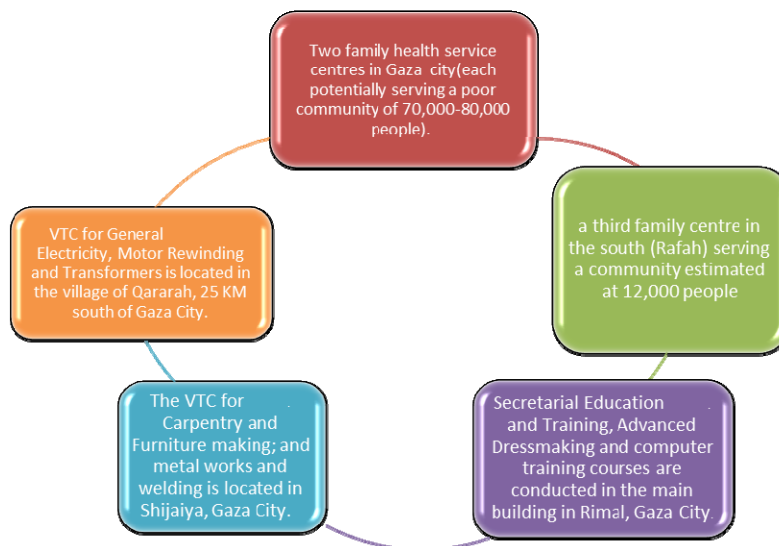 Two family health service
centres in Gaza city(each
potentially serving a poor
community of 70,000-80,000
people).
a third family centre in
the south (Rafah) serving
a community estimated
at 12,000 people
Secretarial Education
and Training, Advanced
Dressmaking and computer
training courses are
conducted in the main
building in Rimal, Gaza City.
The VTC for
Carpentry and
Furniture making; and
metal works and
welding is located in
Shijaiya, Gaza City.
VTC for General
Electricity, Motor Rewinding
and Transformers is located in
the village of Qararah, 25 KM
south of Gaza City.